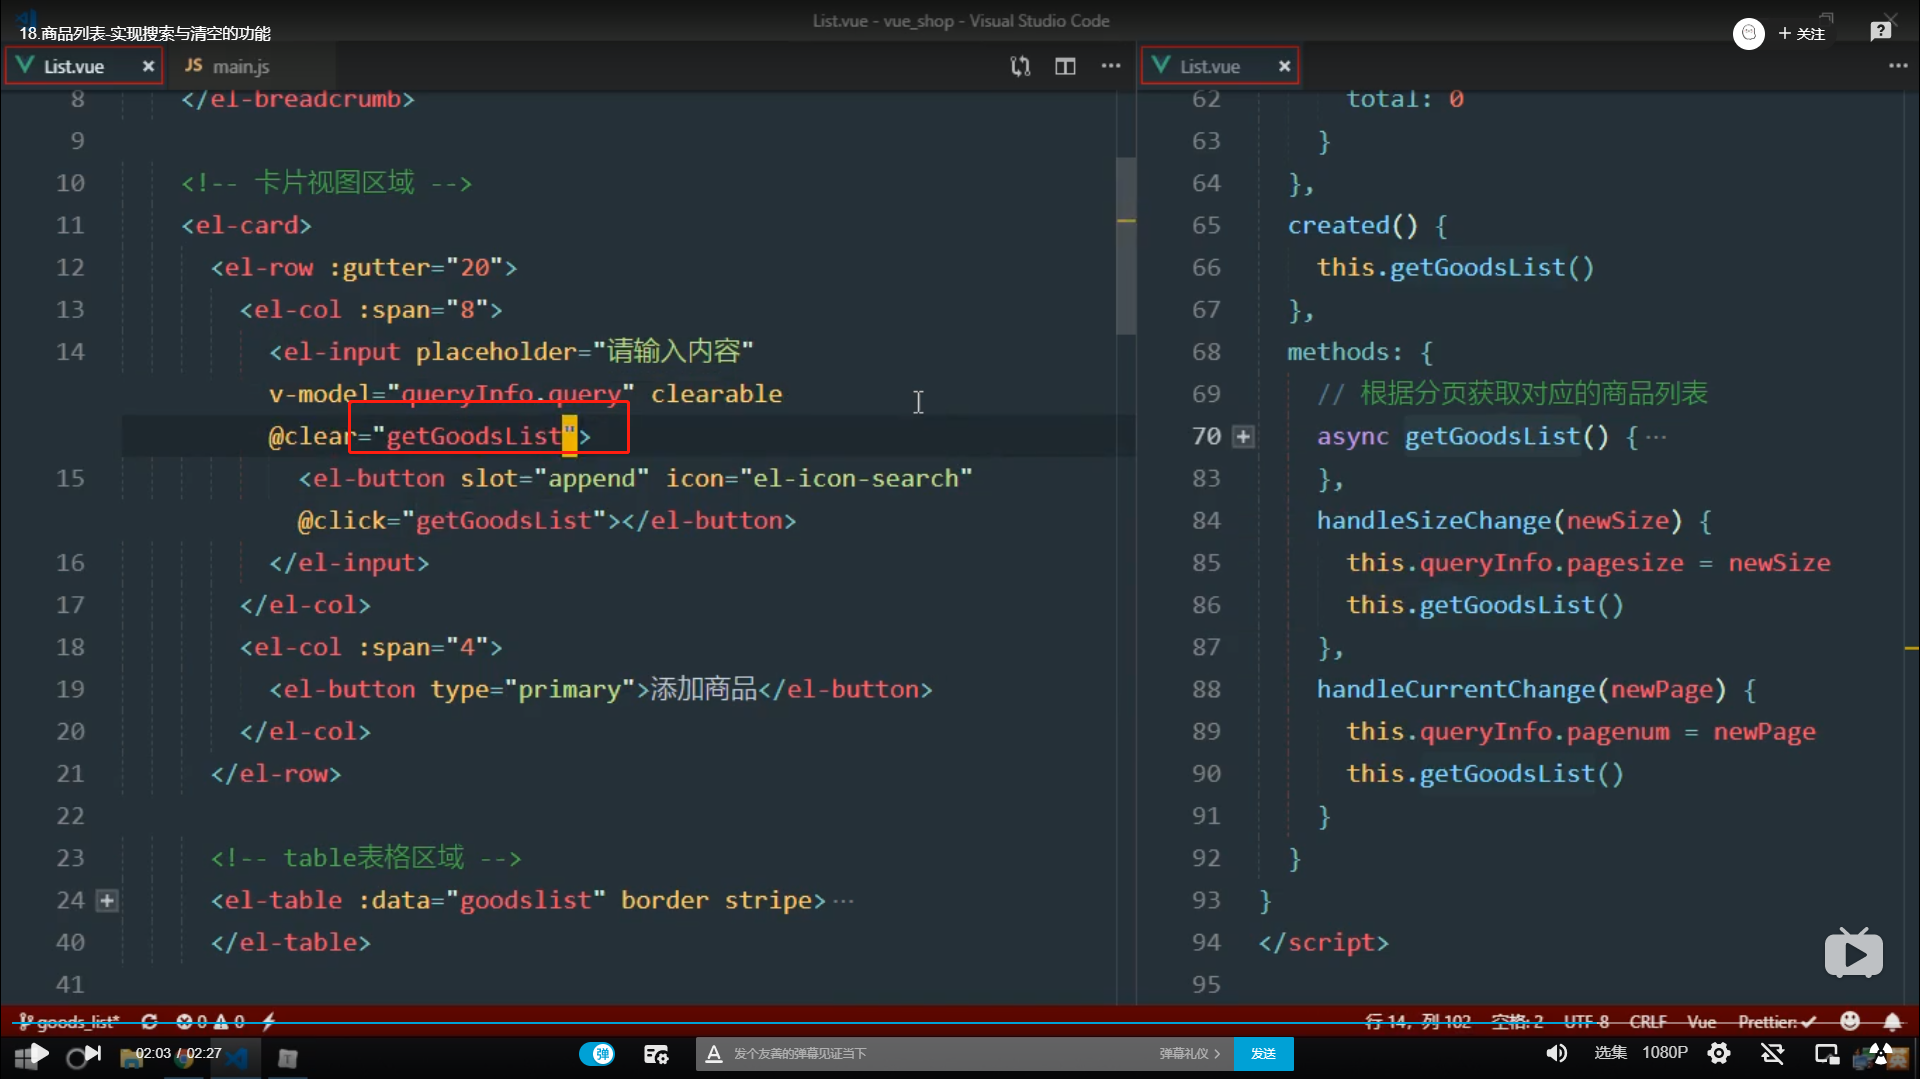 List.vue - vue_shop - Visual Studio Code
18.商品列表-实现搜索与清空的功能
+ 关注
List.vue ×
JS main.js
8 </el-breadcrumb>
9
10 <!-- 卡片视图区域 -->
11 <el-card>
12 <el-row :gutter="20">
13 <el-col :span="8">
14 <el-input placeholder="请输入内容"
v-model="queryInfo.query" clearable
@clear="getGoodsList">
15 <el-button slot="append" icon="el-icon-search"
@click="getGoodsList"></el-button>
16 </el-input>
17 </el-col>
18 <el-col :span="4">
19 <el-button type="primary">添加商品</el-button>
20 </el-col>
21 </el-row>
22
23 <!-- table表格区域 -->
24 <el-table :data="goodslist" border stripe>···
40 </el-table>
41
List.vue ×
62 total: 0
63 }
64 },
65 created() {
66 this.getGoodsList()
67 },
68 methods: {
69 // 根据分页获取对应的商品列表
70 async getGoodsList() {···
83 },
84 handleSizeChange(newSize) {
85 this.queryInfo.pagesize = newSize
86 this.getGoodsList()
87 },
88 handleCurrentChange(newPage) {
89 this.queryInfo.pagenum = newPage
90 this.getGoodsList()
91 }
92 }
93 }
94 </script>
95
goods_list* 0 0
行 14，列 102 空格: 2 UTF-8 CRLF Vue Prettier: ✓
02:03 / 02:27
弹
A 发个友善的弹幕见证当下 弹幕礼仪 > 发送
选集 1080P